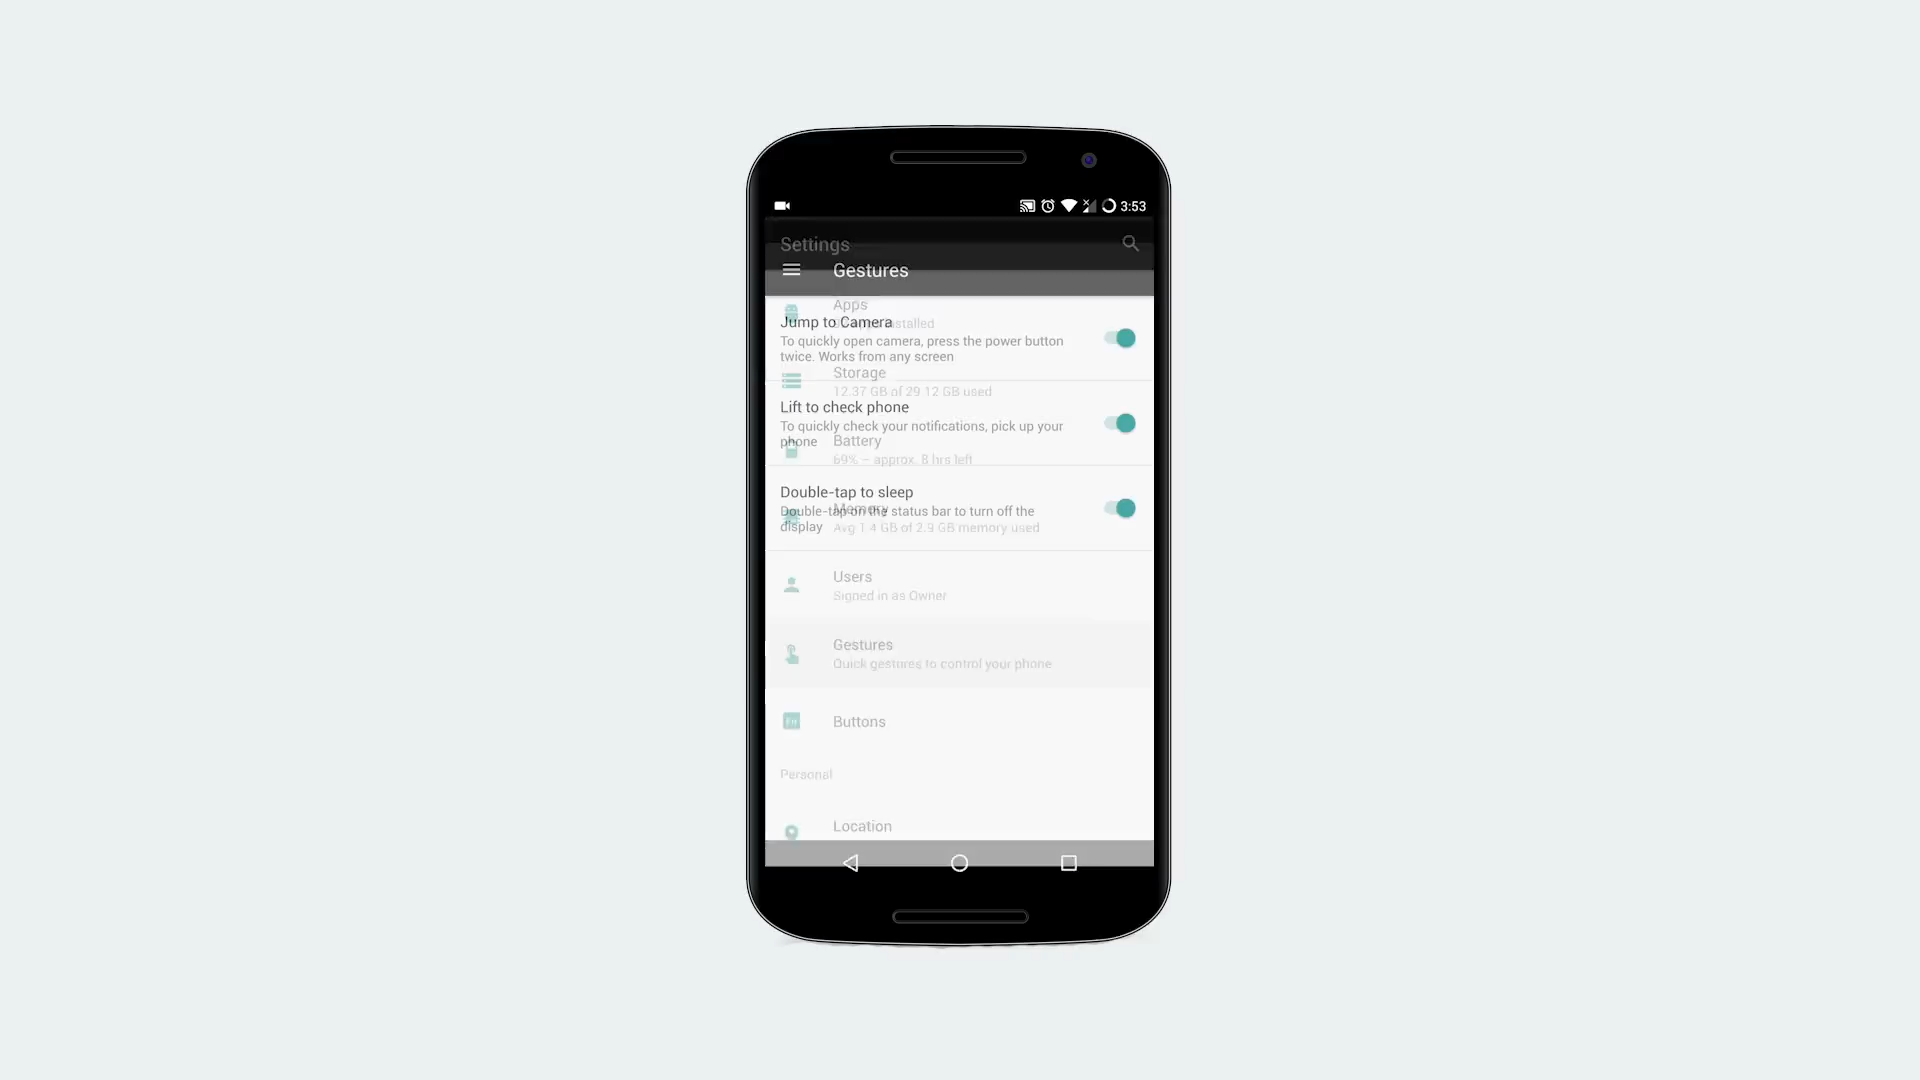 3:53
Settings
Gestures
Apps
installed
Jump to Camera
To quickly open camera, press the power button
twice. Works from any screen
Storage
12.37 GB of 29.12 GB used
Lift to check phone
To quickly check your notifications, pick up your
phone
Battery
69% – approx. 8 hrs left
Double-tap to sleep
Double-tap on the status bar to turn off the
display
Memory
Avg 1.4 GB of 2.9 GB memory used
Users
Signed in as Owner
Gestures
Quick gestures to control your phone
Buttons
Personal
Location